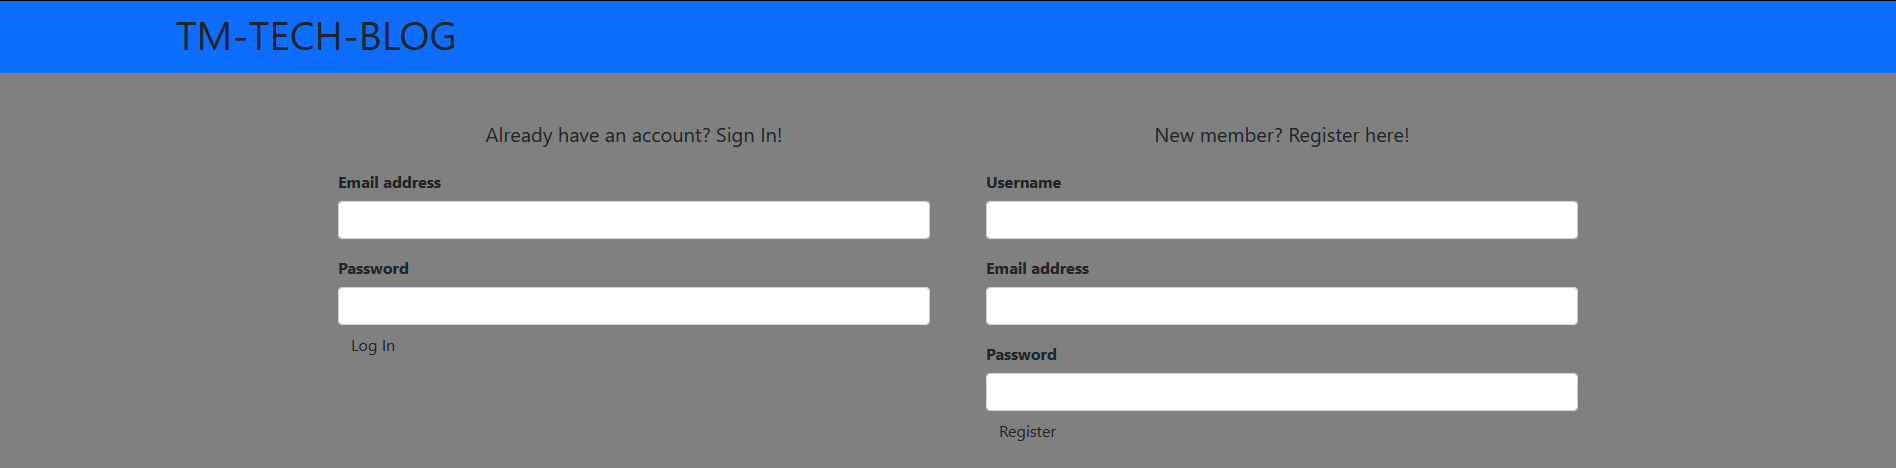 TM-TECH-BLOG
Already have an account? Sign In!
Email address
Password
Log In
New member? Register here!
Username
Email address
Password
Register